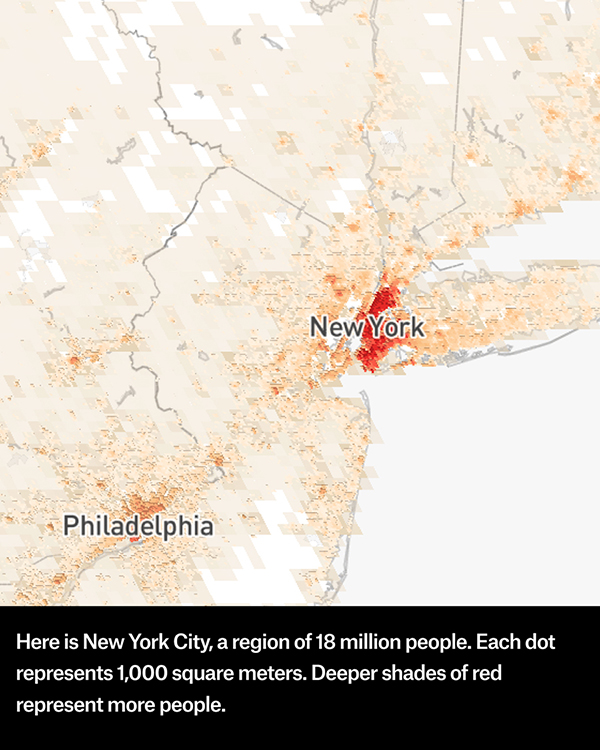 New York
Philadelphia
Here is New York City, a region of 18 million people. Each dot
represents 1,000 square meters. Deeper shades of red
represent more people.